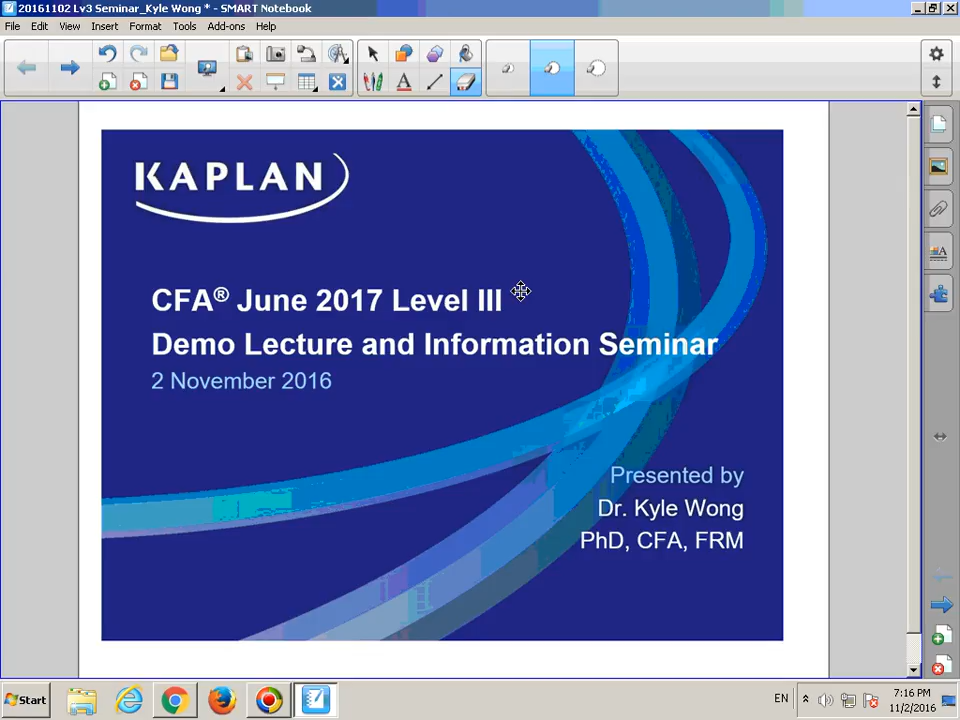 20161102 Lv3 Seminar_Kyle Wong * - SMART Notebook
File Edit View Insert Format Tools Add-ons Help
KAPLAN
CFA® June 2017 Level III
Demo Lecture and Information Seminar
2 November 2016
Presented by
Dr. Kyle Wong
PhD, CFA, FRM
Start
EN
7:16 PM
11/2/2016